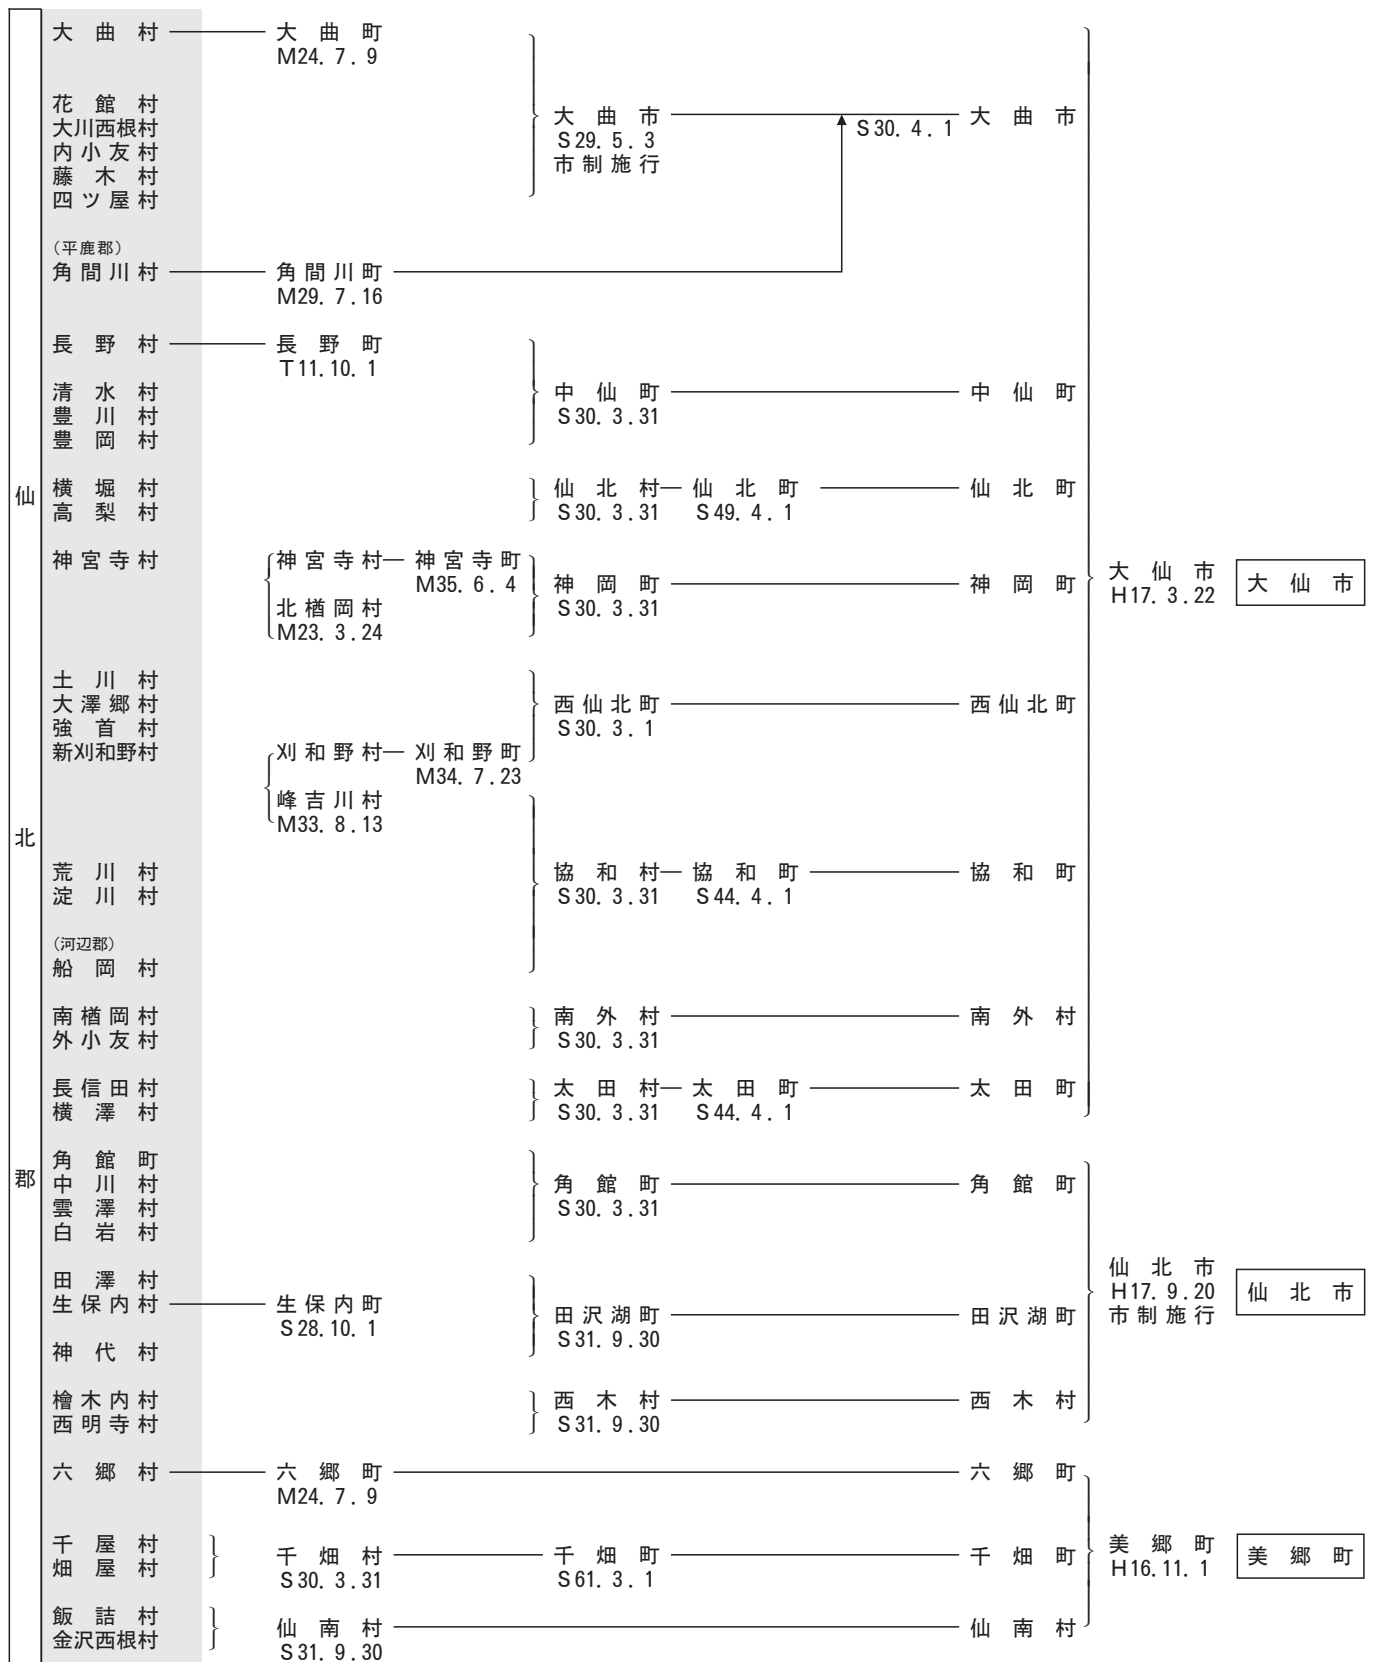 仙北郡
大曲村 大曲町
M24.7.9
花館村
大川西根村 大曲市 S30.4.1 大曲市
内小友村 S29.5.3
藤木村 市制施行
四ツ屋村
(平鹿郡)
角間川村 角間川町
M29.7.16
長野村 長野町
T11.10.1
清水村 中仙町 中仙町
豊川村 S30.3.31
豊岡村
横堀村 仙北村 仙北町 仙北町
高梨村 S30.3.31 S49.4.1
神宮寺村 神宮寺村 神宮寺町
M35.6.4
神岡町 神岡町
北楢岡村 S30.3.31
M23.3.24
大仙市 大仙市
H17.3.22
土川村
大澤郷村 西仙北町 西仙北町
強首村 S30.3.1
新刈和野村 刈和野村 刈和野町
M34.7.23
峰吉川村
M33.8.13
荒川村 協和村 協和町 協和町
淀川村 S30.3.31 S44.4.1
(河辺郡)
船岡村
南楢岡村 南外村 南外村
外小友村 S30.3.31
長信田村 太田村 太田町 太田町
横澤村 S30.3.31 S44.4.1
角館町
中川村 角館町 角館町
雲澤村 S30.3.31
白岩村
田澤村
生保内村 生保内町 田沢湖町 田沢湖町
S28.10.1 S31.9.30
神代村
仙北市 仙北市
H17.9.20
市制施行
檜木内村 西木村 西木村
西明寺村 S31.9.30
六郷村 六郷町 六郷町
M24.7.9
千屋村 千畑村 千畑町 千畑町 美郷町 美郷町
畑屋村 S30.3.31 S61.3.1 H16.11.1
飯詰村 仙南村 仙南村
金沢西根村 S31.9.30